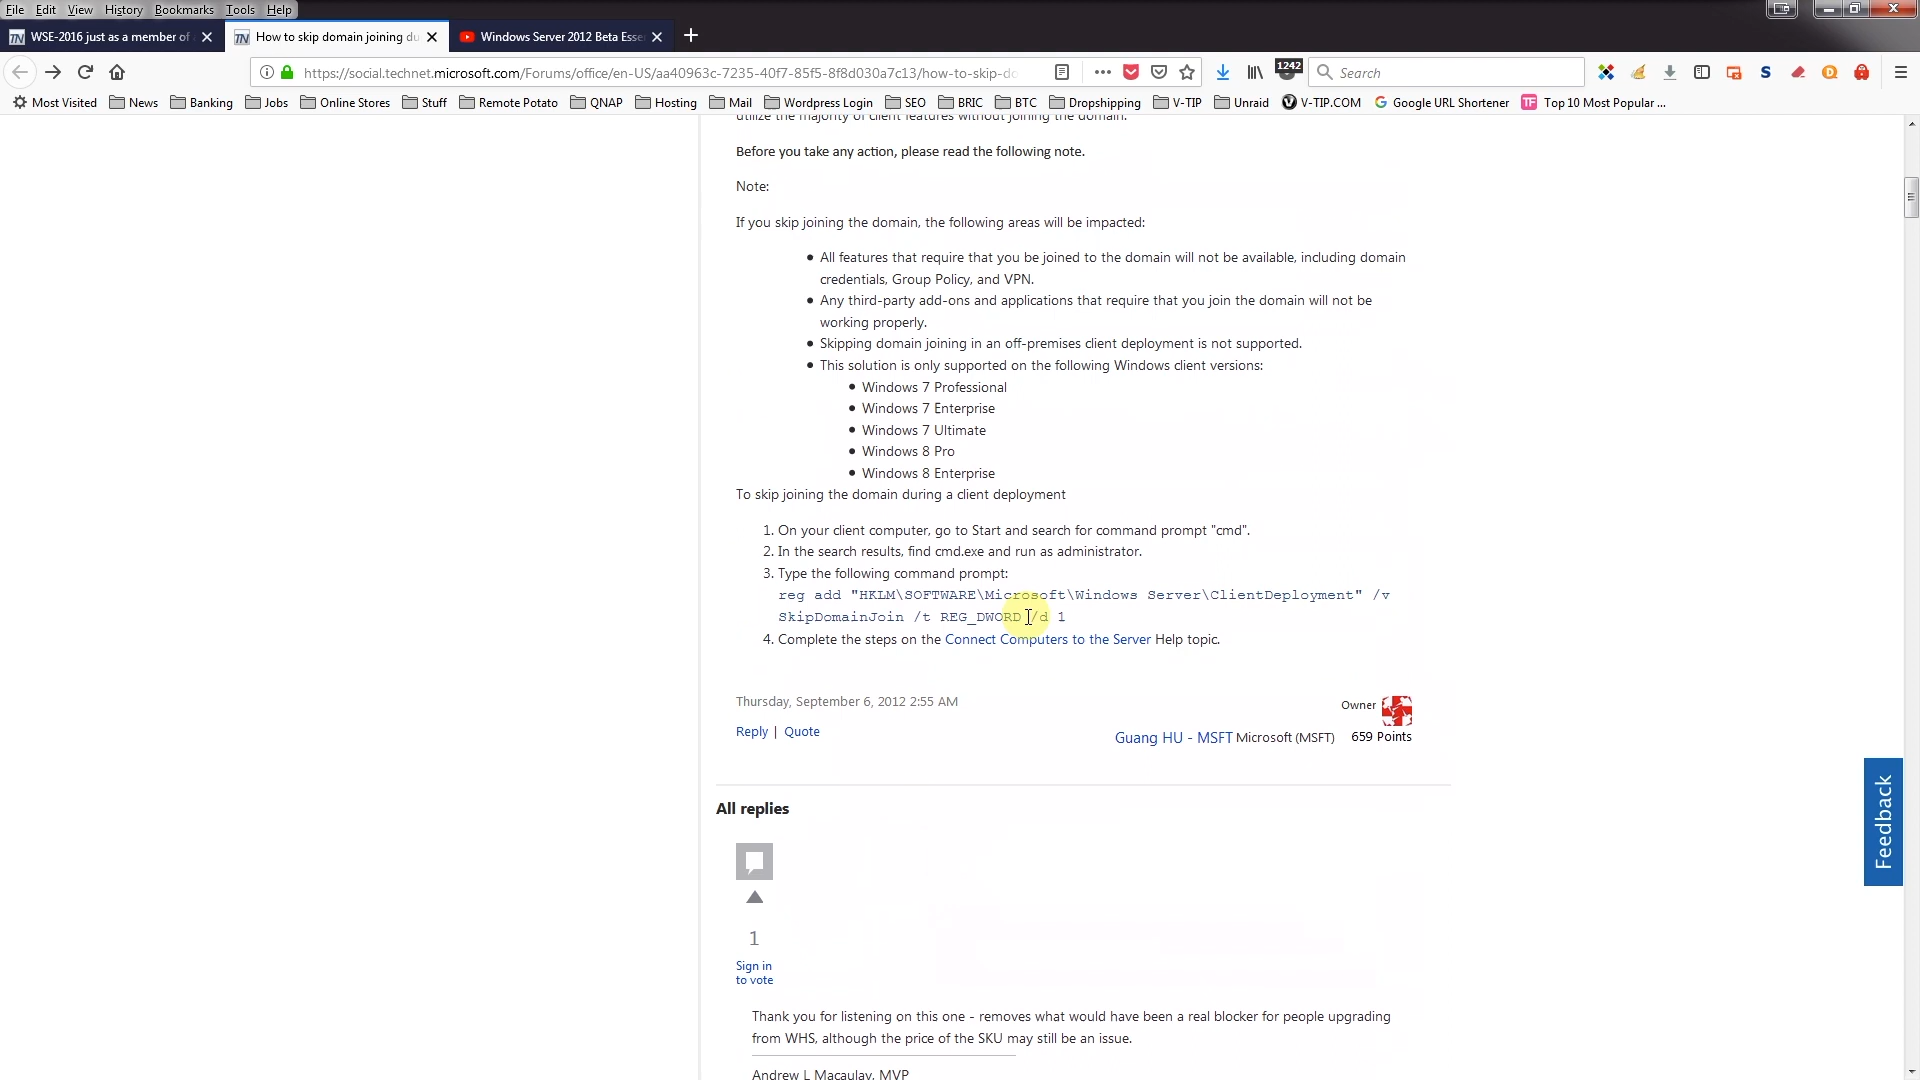 File Edit View History Bookmarks Tools Help
WSE-2016 just as a member of
How to skip domain joining du
Windows Server 2012 Beta Esse
https://social.technet.microsoft.com/Forums/office/en-US/aa40963c-7235-40f7-85f5-8f8d030a7c13/how-to-skip-do
1242
Search
Most Visited News Banking Jobs Online Stores Stuff Remote Potato QNAP Hosting Mail Wordpress Login SEO BRIC BTC Dropshipping V-TIP Unraid V-TIP.COM Google URL Shortener TF Top 10 Most Popular ...
utilize the majority of client features without joining the domain.
Before you take any action, please read the following note.
Note:
If you skip joining the domain, the following areas will be impacted:
● All features that require that you be joined to the domain will not be available, including domain
credentials, Group Policy, and VPN.
● Any third-party add-ons and applications that require that you join the domain will not be
working properly.
● Skipping domain joining in an off-premises client deployment is not supported.
● This solution is only supported on the following Windows client versions:
● Windows 7 Professional
● Windows 7 Enterprise
● Windows 7 Ultimate
● Windows 8 Pro
● Windows 8 Enterprise
To skip joining the domain during a client deployment
1. On your client computer, go to Start and search for command prompt "cmd".
2. In the search results, find cmd.exe and run as administrator.
3. Type the following command prompt:
reg add "HKLM\SOFTWARE\Microsoft\Windows Server\ClientDeployment" /v
SkipDomainJoin /t REG_DWORD /d 1
4. Complete the steps on the Connect Computers to the Server Help topic.
Thursday, September 6, 2012 2:55 AM
Owner
Reply | Quote
Guang HU - MSFT Microsoft (MSFT) 659 Points
Feedback
All replies
1
Sign in
to vote
Thank you for listening on this one - removes what would have been a real blocker for people upgrading
from WHS, although the price of the SKU may still be an issue.
Andrew L Macaulay, MVP